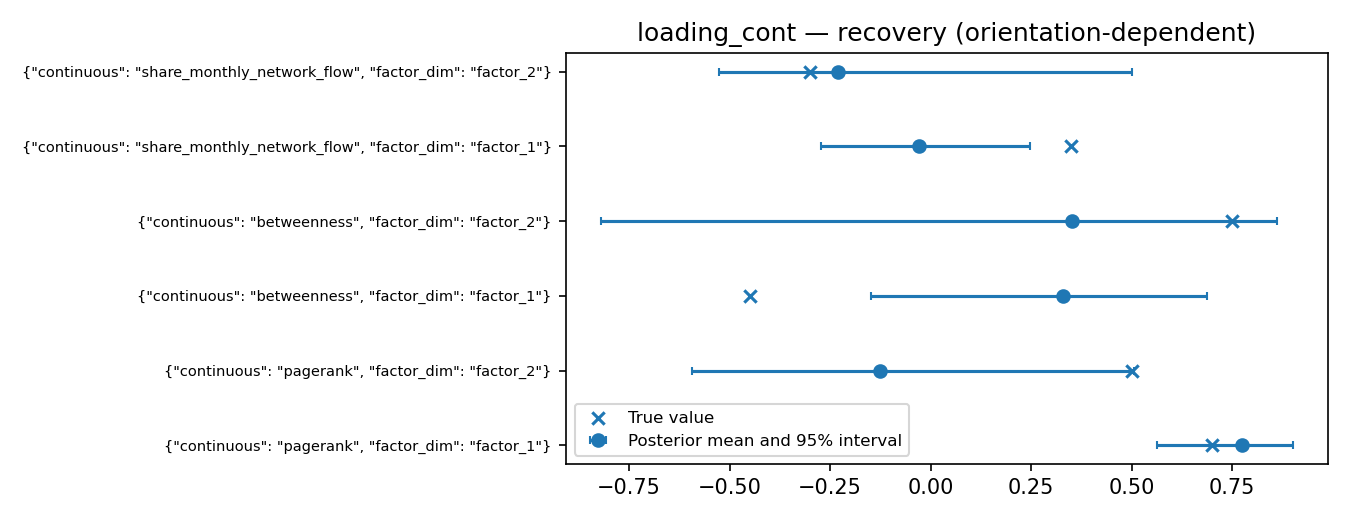 loading_cont — recovery (orientation-dependent)
{"continuous": "share_monthly_network_flow", "factor_dim": "factor_2"}
{"continuous": "share_monthly_network_flow", "factor_dim": "factor_1"}
{"continuous": "betweenness", "factor_dim": "factor_2"}
{"continuous": "betweenness", "factor_dim": "factor_1"}
{"continuous": "pagerank", "factor_dim": "factor_2"}
{"continuous": "pagerank", "factor_dim": "factor_1"}
True value
Posterior mean and 95% interval
−0.75 −0.50 −0.25 0.00 0.25 0.50 0.75